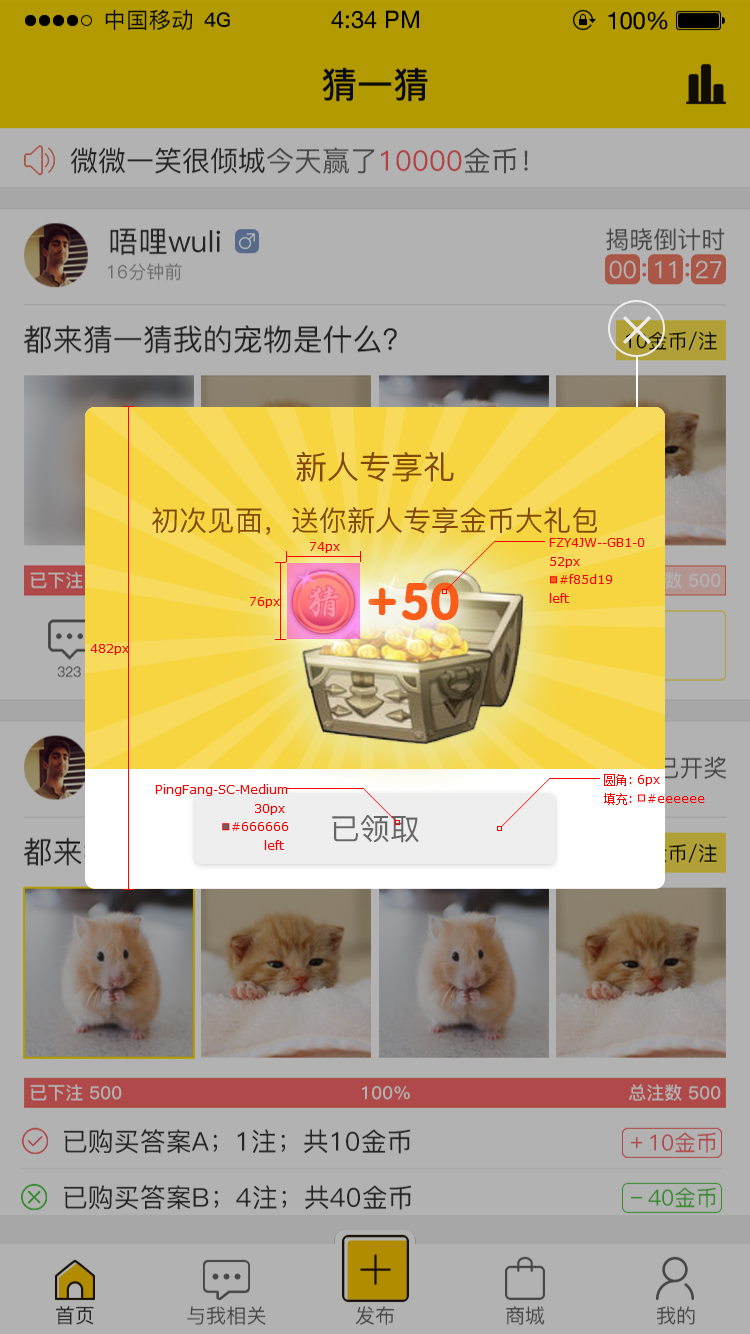 中国移动 4G 4:34 PM 100%
猜一猜
微微一笑很倾城今天赢了10000金币！
唔哩wuli
16分钟前
揭晓倒计时
00:11:27
都来猜一猜我的宠物是什么?
10金币/注
新人专享礼
初次见面，送你新人专享金币大礼包
74px
FZY4JW--GB1-0
52px
#f85d19
left
76px
猜
+50
已下注
数 500
482px
323
已开奖
PingFang-SC-Medium
30px
#666666
left
圆角: 6px
填充: #eeeeee
已领取
都来
金币/注
已下注 500 100% 总注数 500
已购买答案A；1注；共10金币 +10金币
已购买答案B；4注；共40金币 −40金币
首页 与我相关 发布 商城 我的